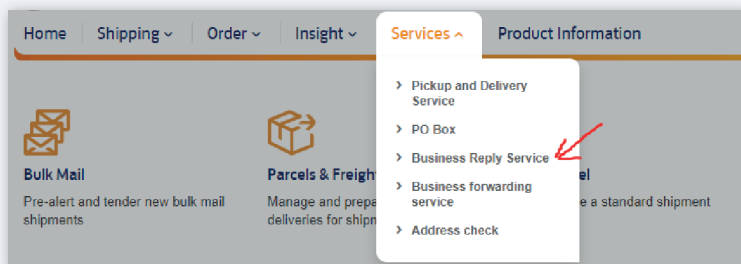 Home Shipping Order Insight Services Product Information
Pickup and Delivery
Service
PO Box
Business Reply Service
Business forwarding
service
Address check
Bulk Mail
Pre-alert and tender new bulk mail
shipments
Parcels & Freigh
Manage and prepa
deliveries for shipn
el
e a standard shipment